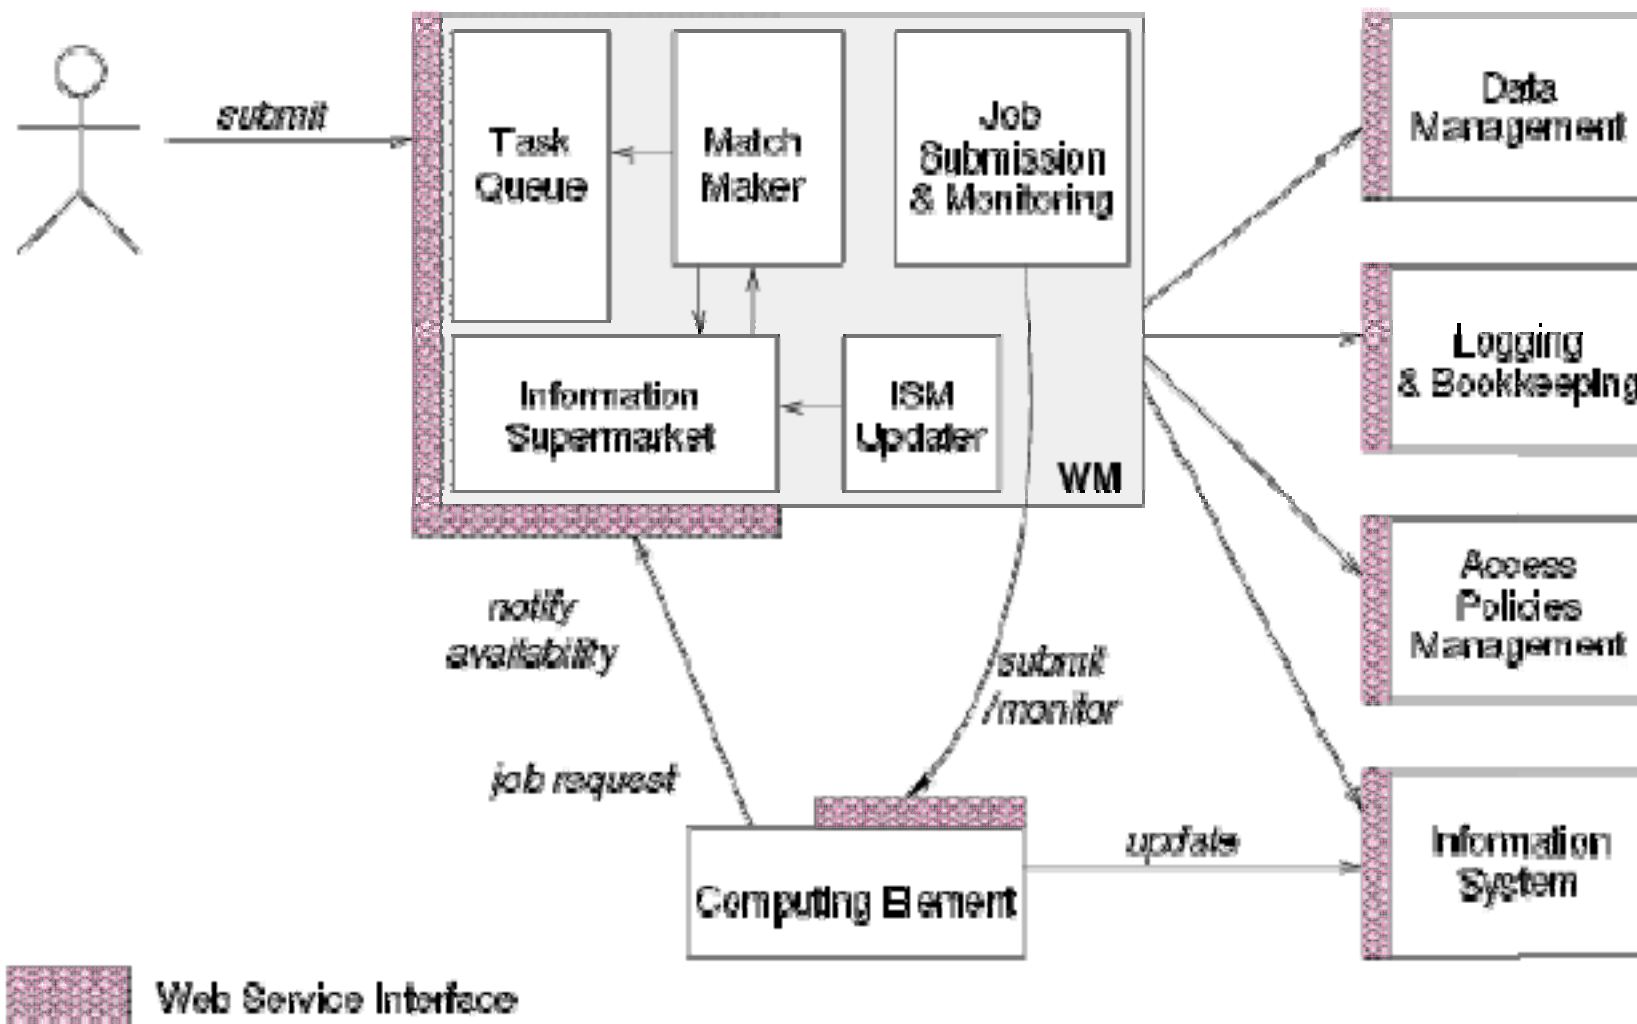 submit
Task
Queue
Match
Maker
Job
Submission
& Monitoring
Information
Supermarket
ISM
Updater
WM
Data
Management
Logging
& Bookkeeping
Access
Policies
Management
Information
System
notify
availability
job request
submit
/monitor
update
Computing Element
Web Service Interface